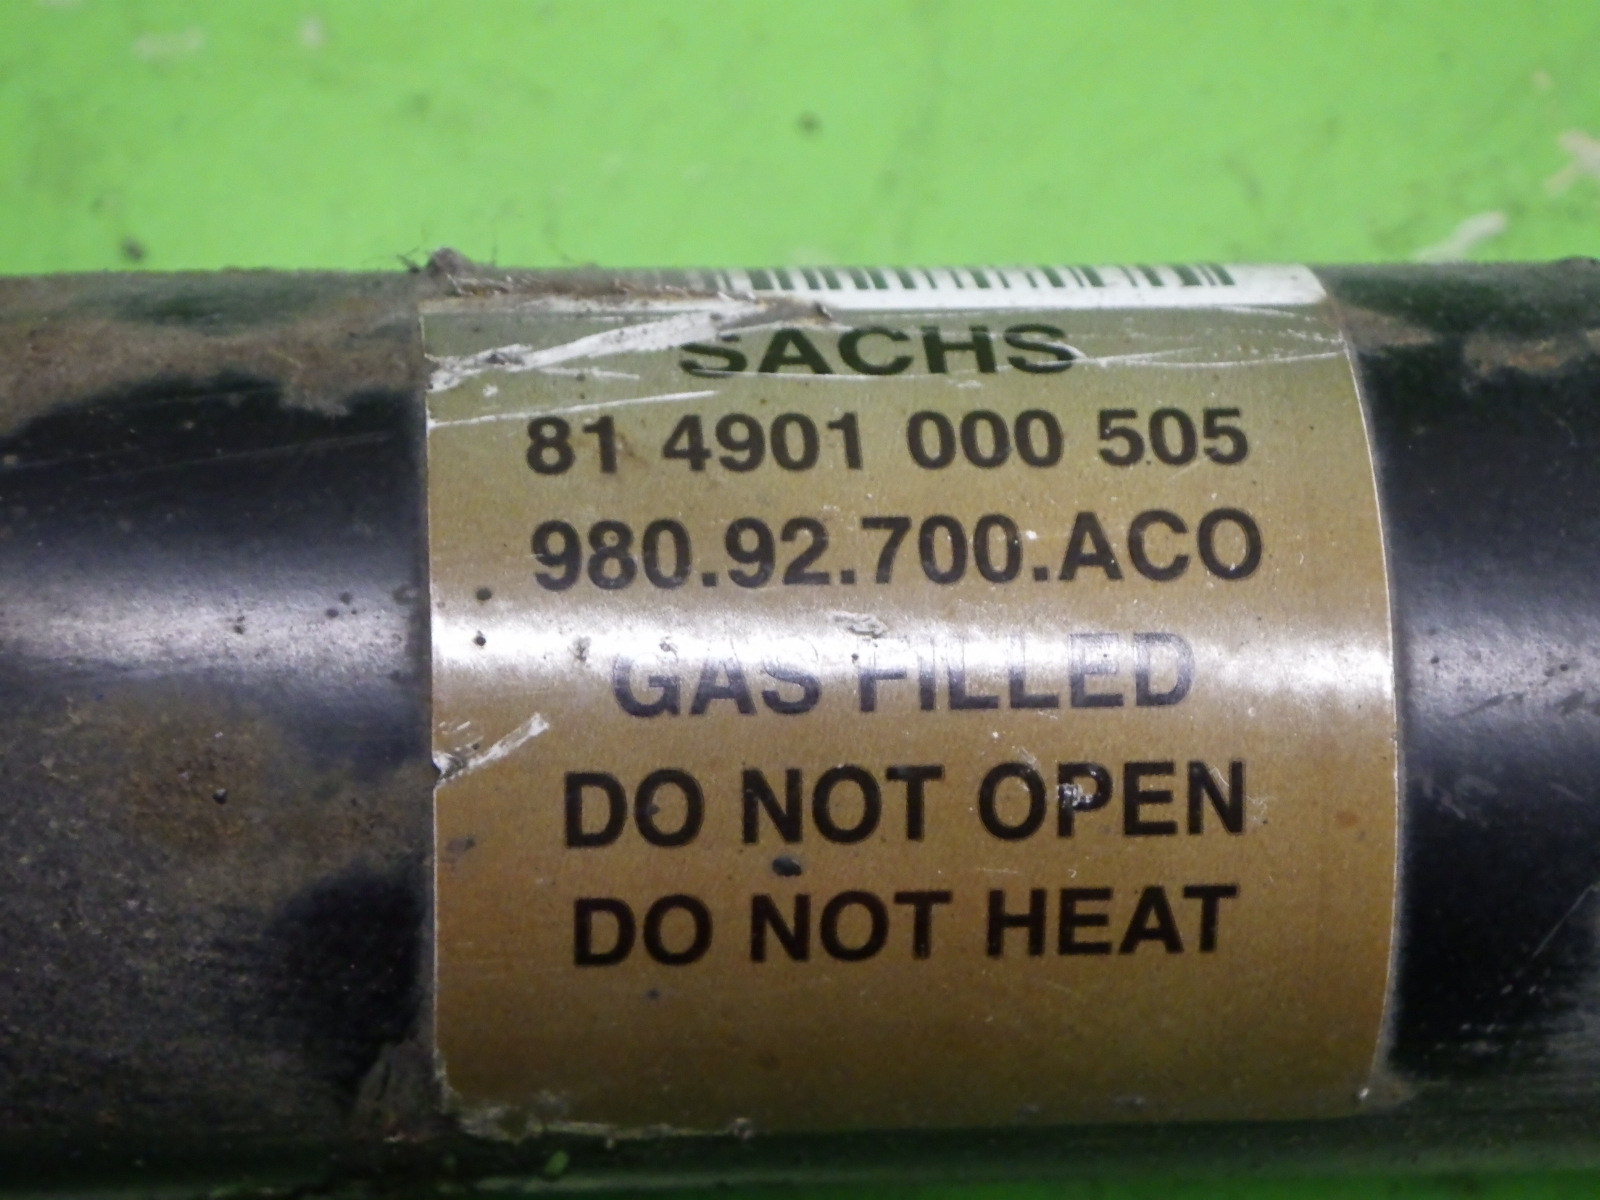 SACHS
81 4901 000 505
980.92.700.ACO
GAS FILLED
DO NOT OPEN
DO NOT HEAT